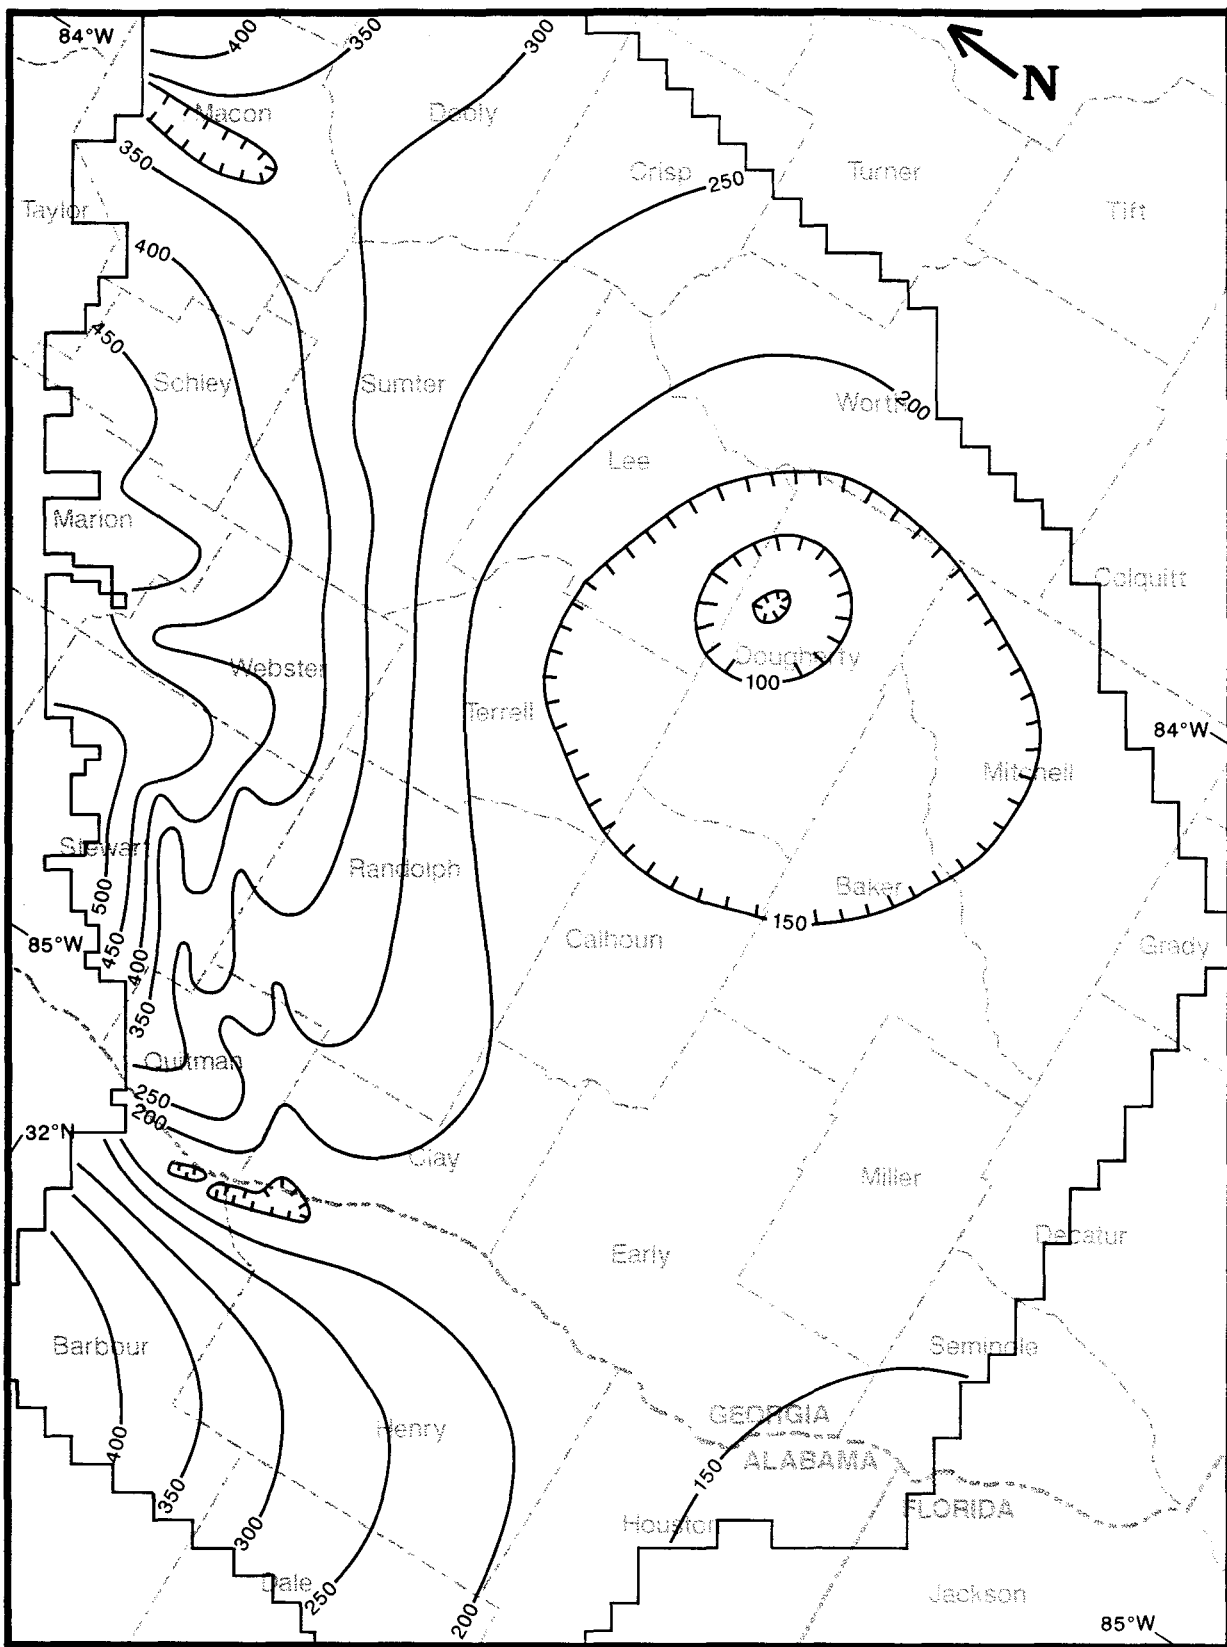 84°W
400
350
300
N
Macon
Dooly
350
Crisp
250
Turner
Taylor
Tift
400
450
Schley
Sumter
Worth
200
Lee
Marion
Colquitt
Webster
Dougherty
100
Terrell
84°W
Mitchell
Stewart
Randolph
Baker
500
150
85°W
450
400
Calhoun
Grady
350
Quitman
250
200
32°N
Clay
Miller
Decatur
Early
Barbour
Seminole
GEORGIA
400
Henry
ALABAMA
150
350
FLORIDA
300
Houston
Dale
250
200
Jackson
85°W